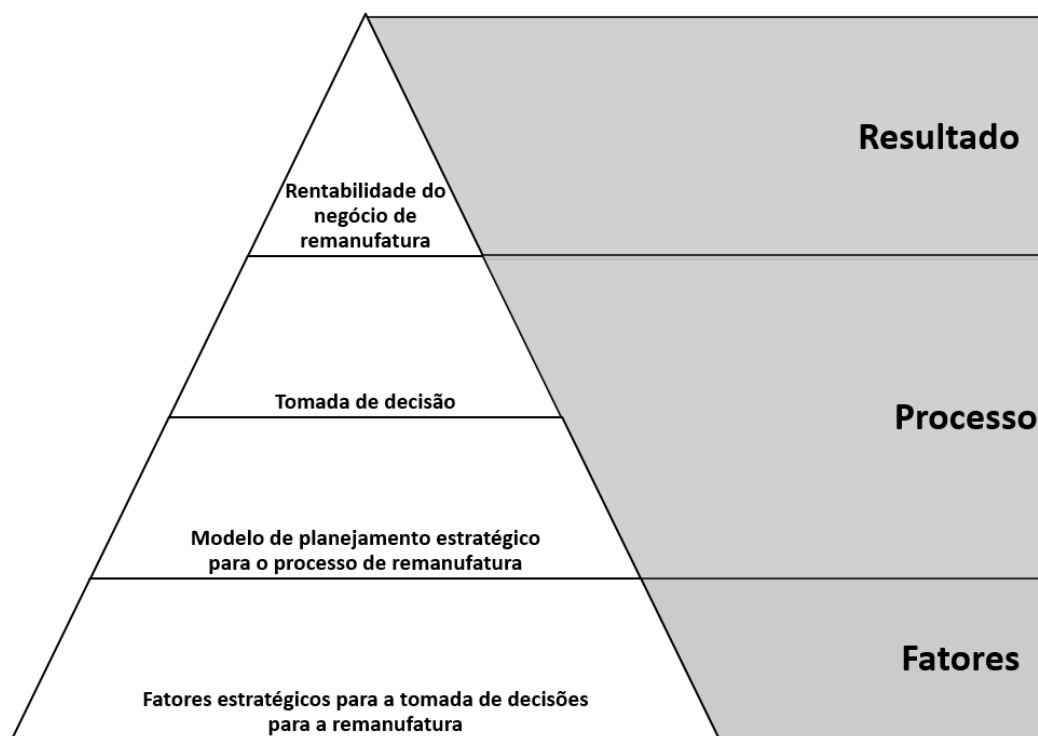 Resultado
Rentabilidade do
negócio de
remanufatura
Tomada de decisão
Processo
Modelo de planejamento estratégico
para o processo de remanufatura
Fatores
Fatores estratégicos para a tomada de decisões
para a remanufatura